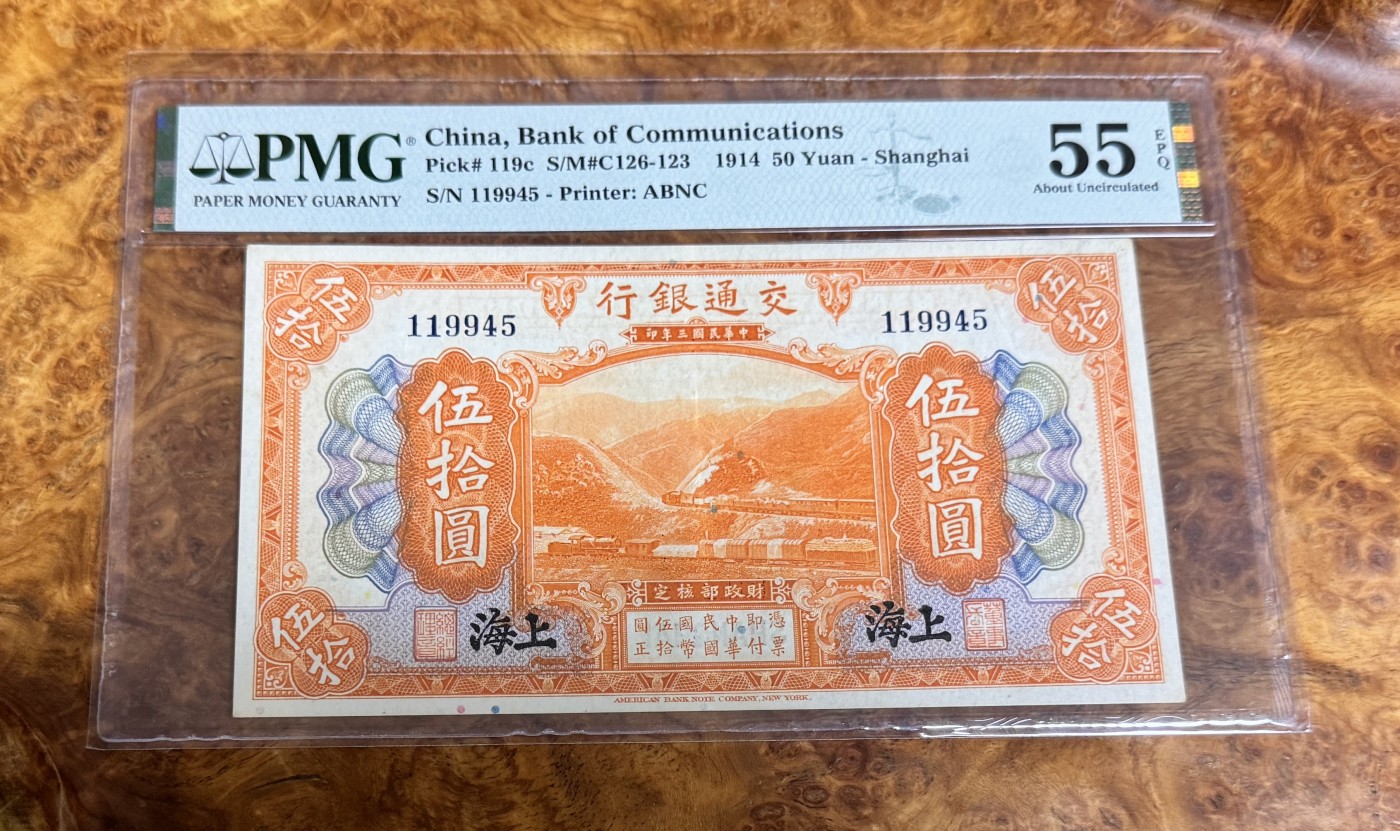 PMG®
PAPER MONEY GUARANTY
China, Bank of Communications
Pick# 119c S/M#C126-123 1914 50 Yuan - Shanghai
S/N 119945 - Printer: ABNC
55
About Uncirculated
EPQ
伍拾
交通銀行
伍拾
119945
中華民國三年印
119945
伍拾圓
伍拾圓
財政部核定
上海
憑票
即付
中華
民國
國幣
伍拾
圓正
上海
伍拾
伍拾
AMERICAN BANK NOTE COMPANY, NEW YORK.